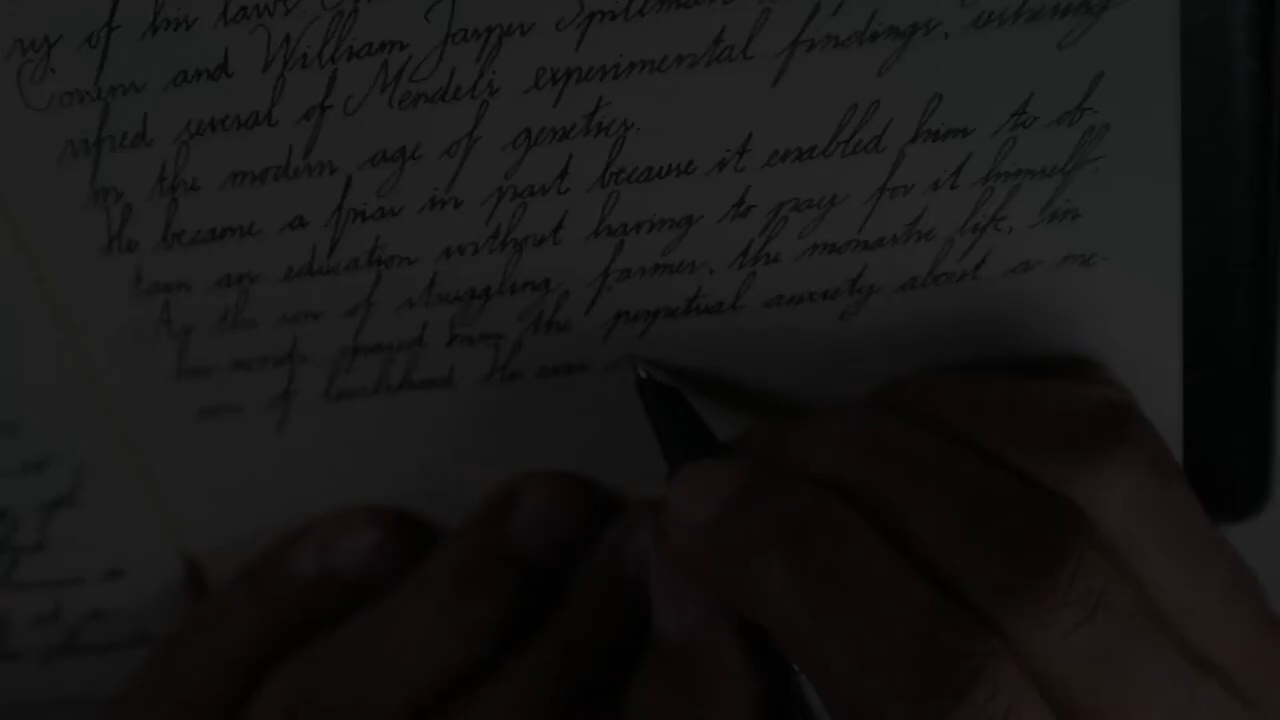 ry of his laws.
Correns and William Jasper Spillman
rified several of Mendel's experimental findings, ushering
in the modern age of genetics.
He became a friar in part because it enabled him to ob-
tain an education without having to pay for it himself.
As the son of struggling farmer, the monastic life, in
his words, spared him the perpetual anxiety about a me-
ans of livelihood. He was